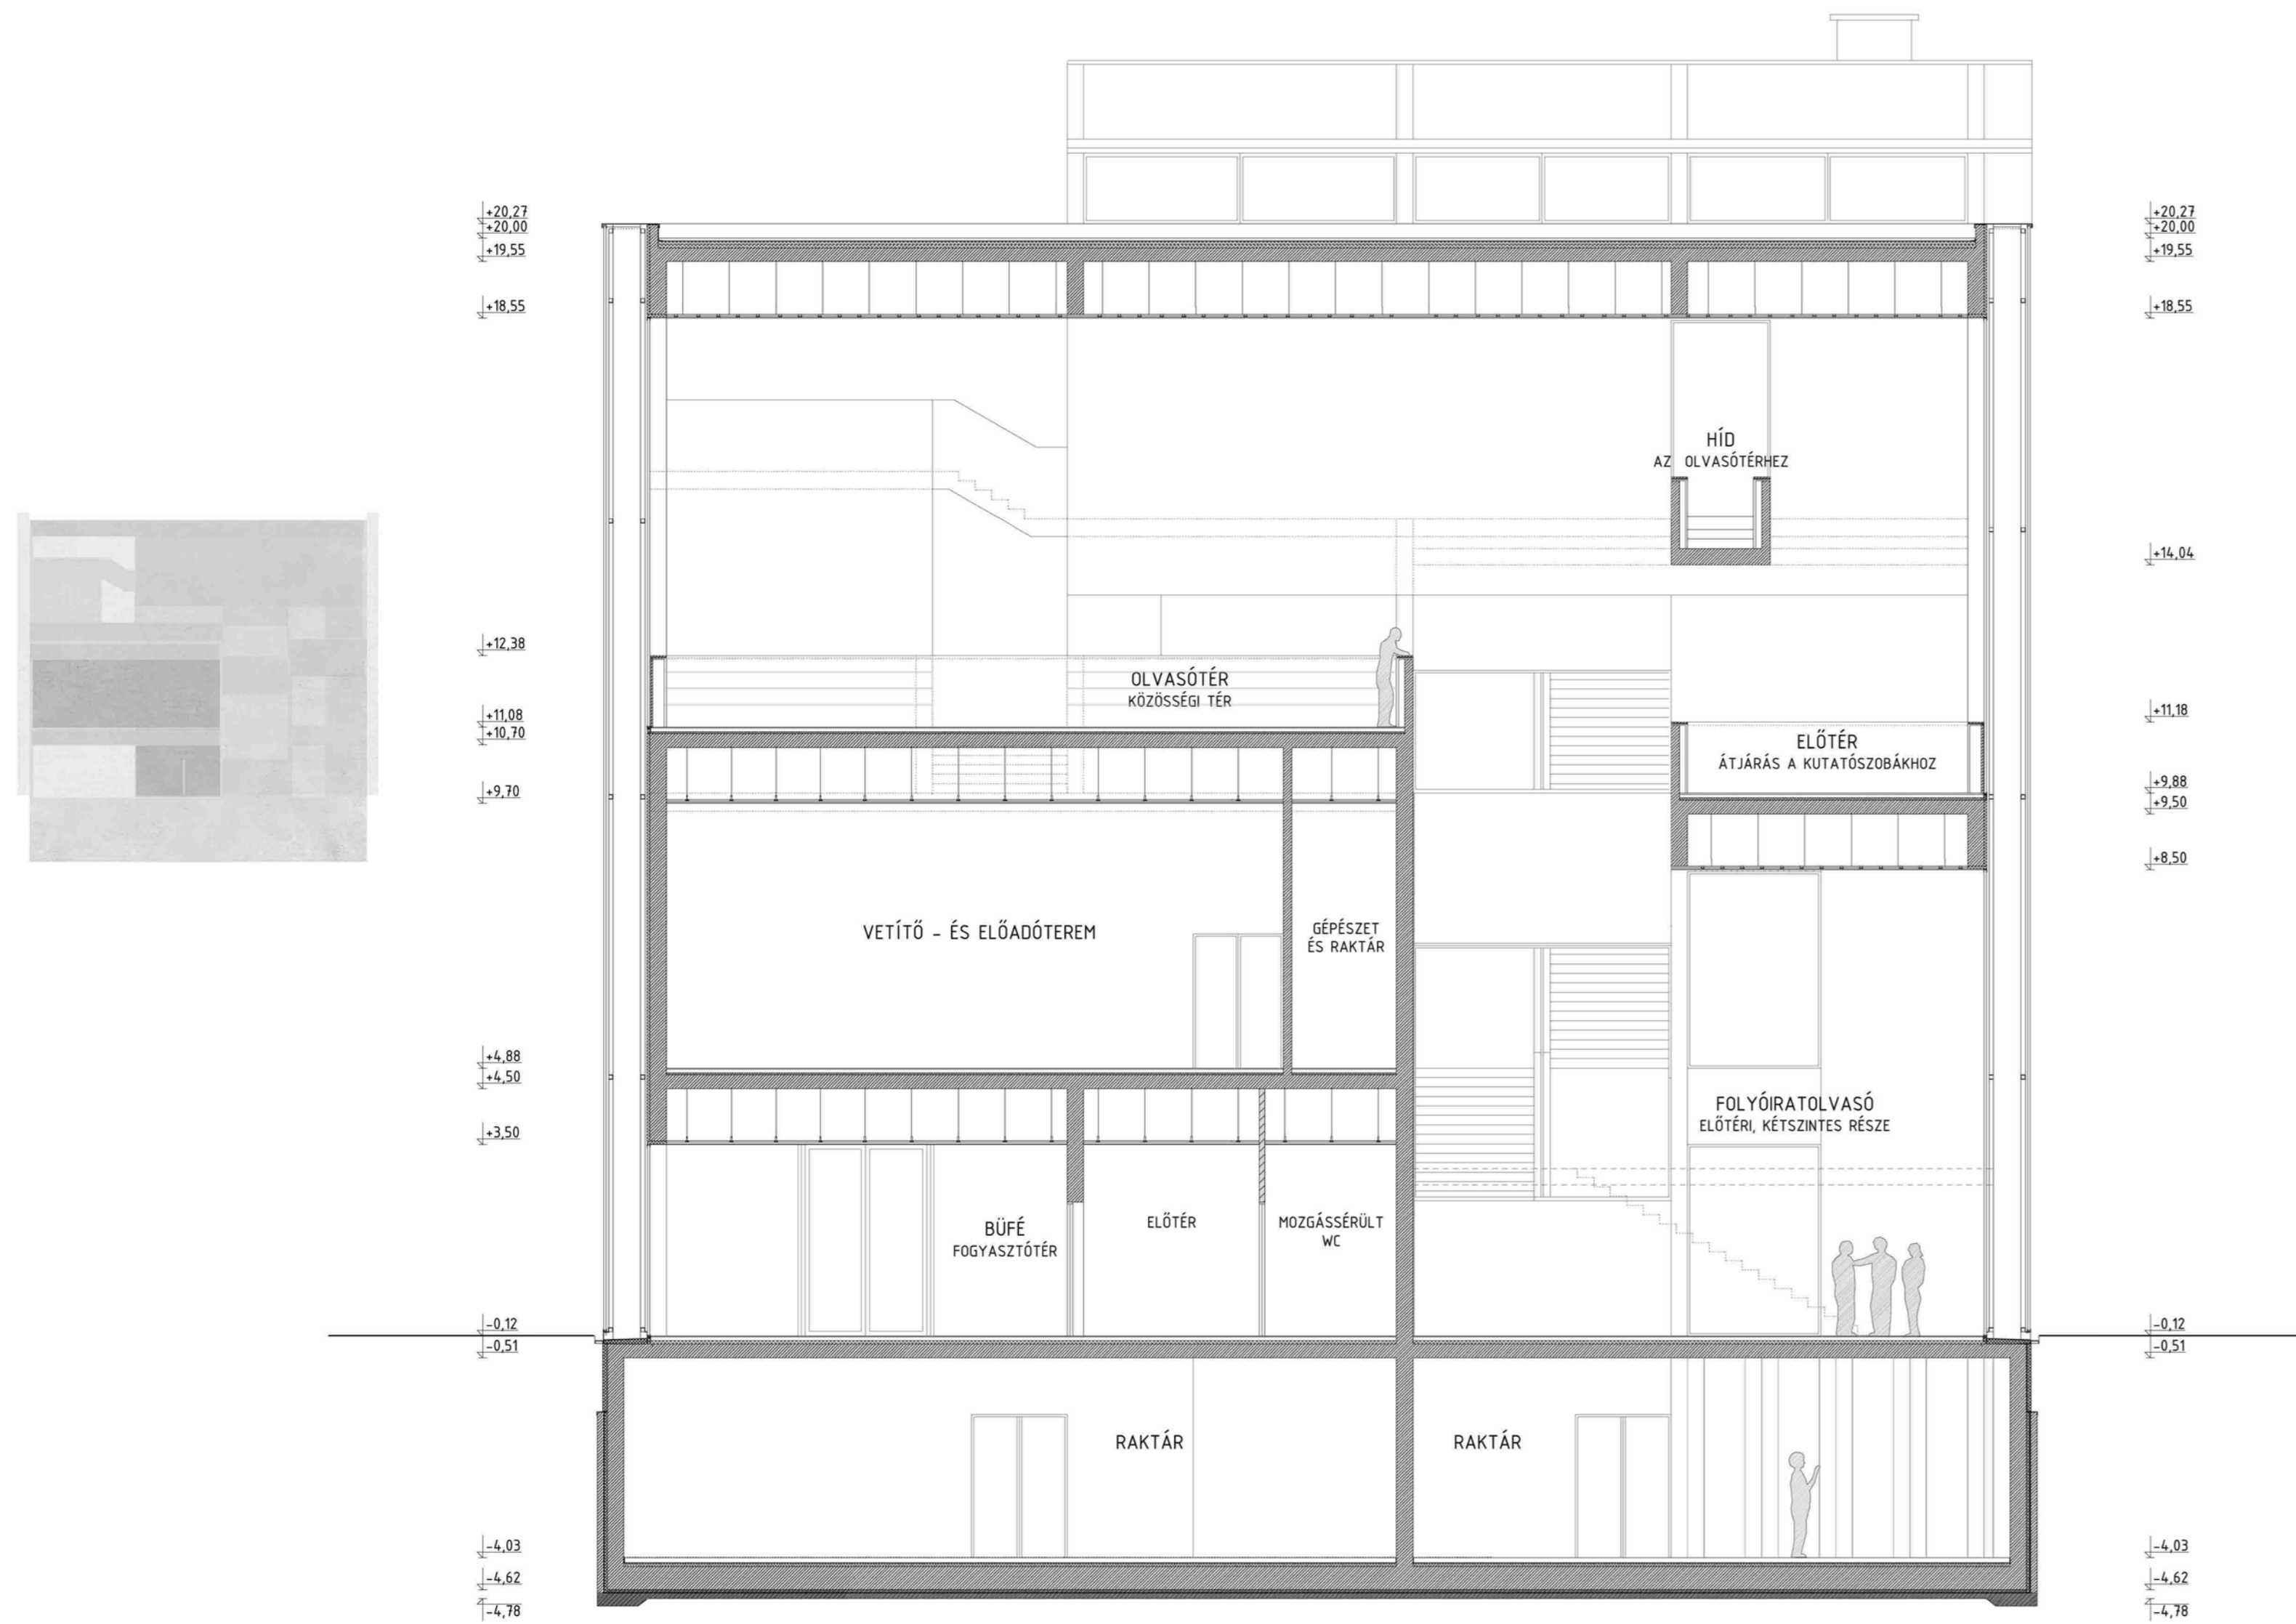 +20,27
+20,00
+19,55
+18,55
+12,38
+11,08
+10,70
+9,70
+4,88
+4,50
+3,50
-0,12
-0,51
-4,03
-4,62
-4,78
HÍD
AZ OLVASÓTÉRHEZ
OLVASÓTÉR
KÖZÖSSÉGI TÉR
ELŐTÉR
ÁTJÁRÁS A KUTATÓSZOBÁKHOZ
VETÍTŐ - ÉS ELŐADÓTEREM
GÉPÉSZET
ÉS RAKTÁR
FOLYÓIRATOLVASÓ
ELŐTÉRI, KÉTSZINTES RÉSZE
BÜFÉ
FOGYASZTÓTÉR
ELŐTÉR
MOZGÁSSÉRÜLT
WC
RAKTÁR
RAKTÁR
+20,27
+20,00
+19,55
+18,55
+14,04
+11,18
+9,88
+9,50
+8,50
-0,12
-0,51
-4,03
-4,62
-4,78